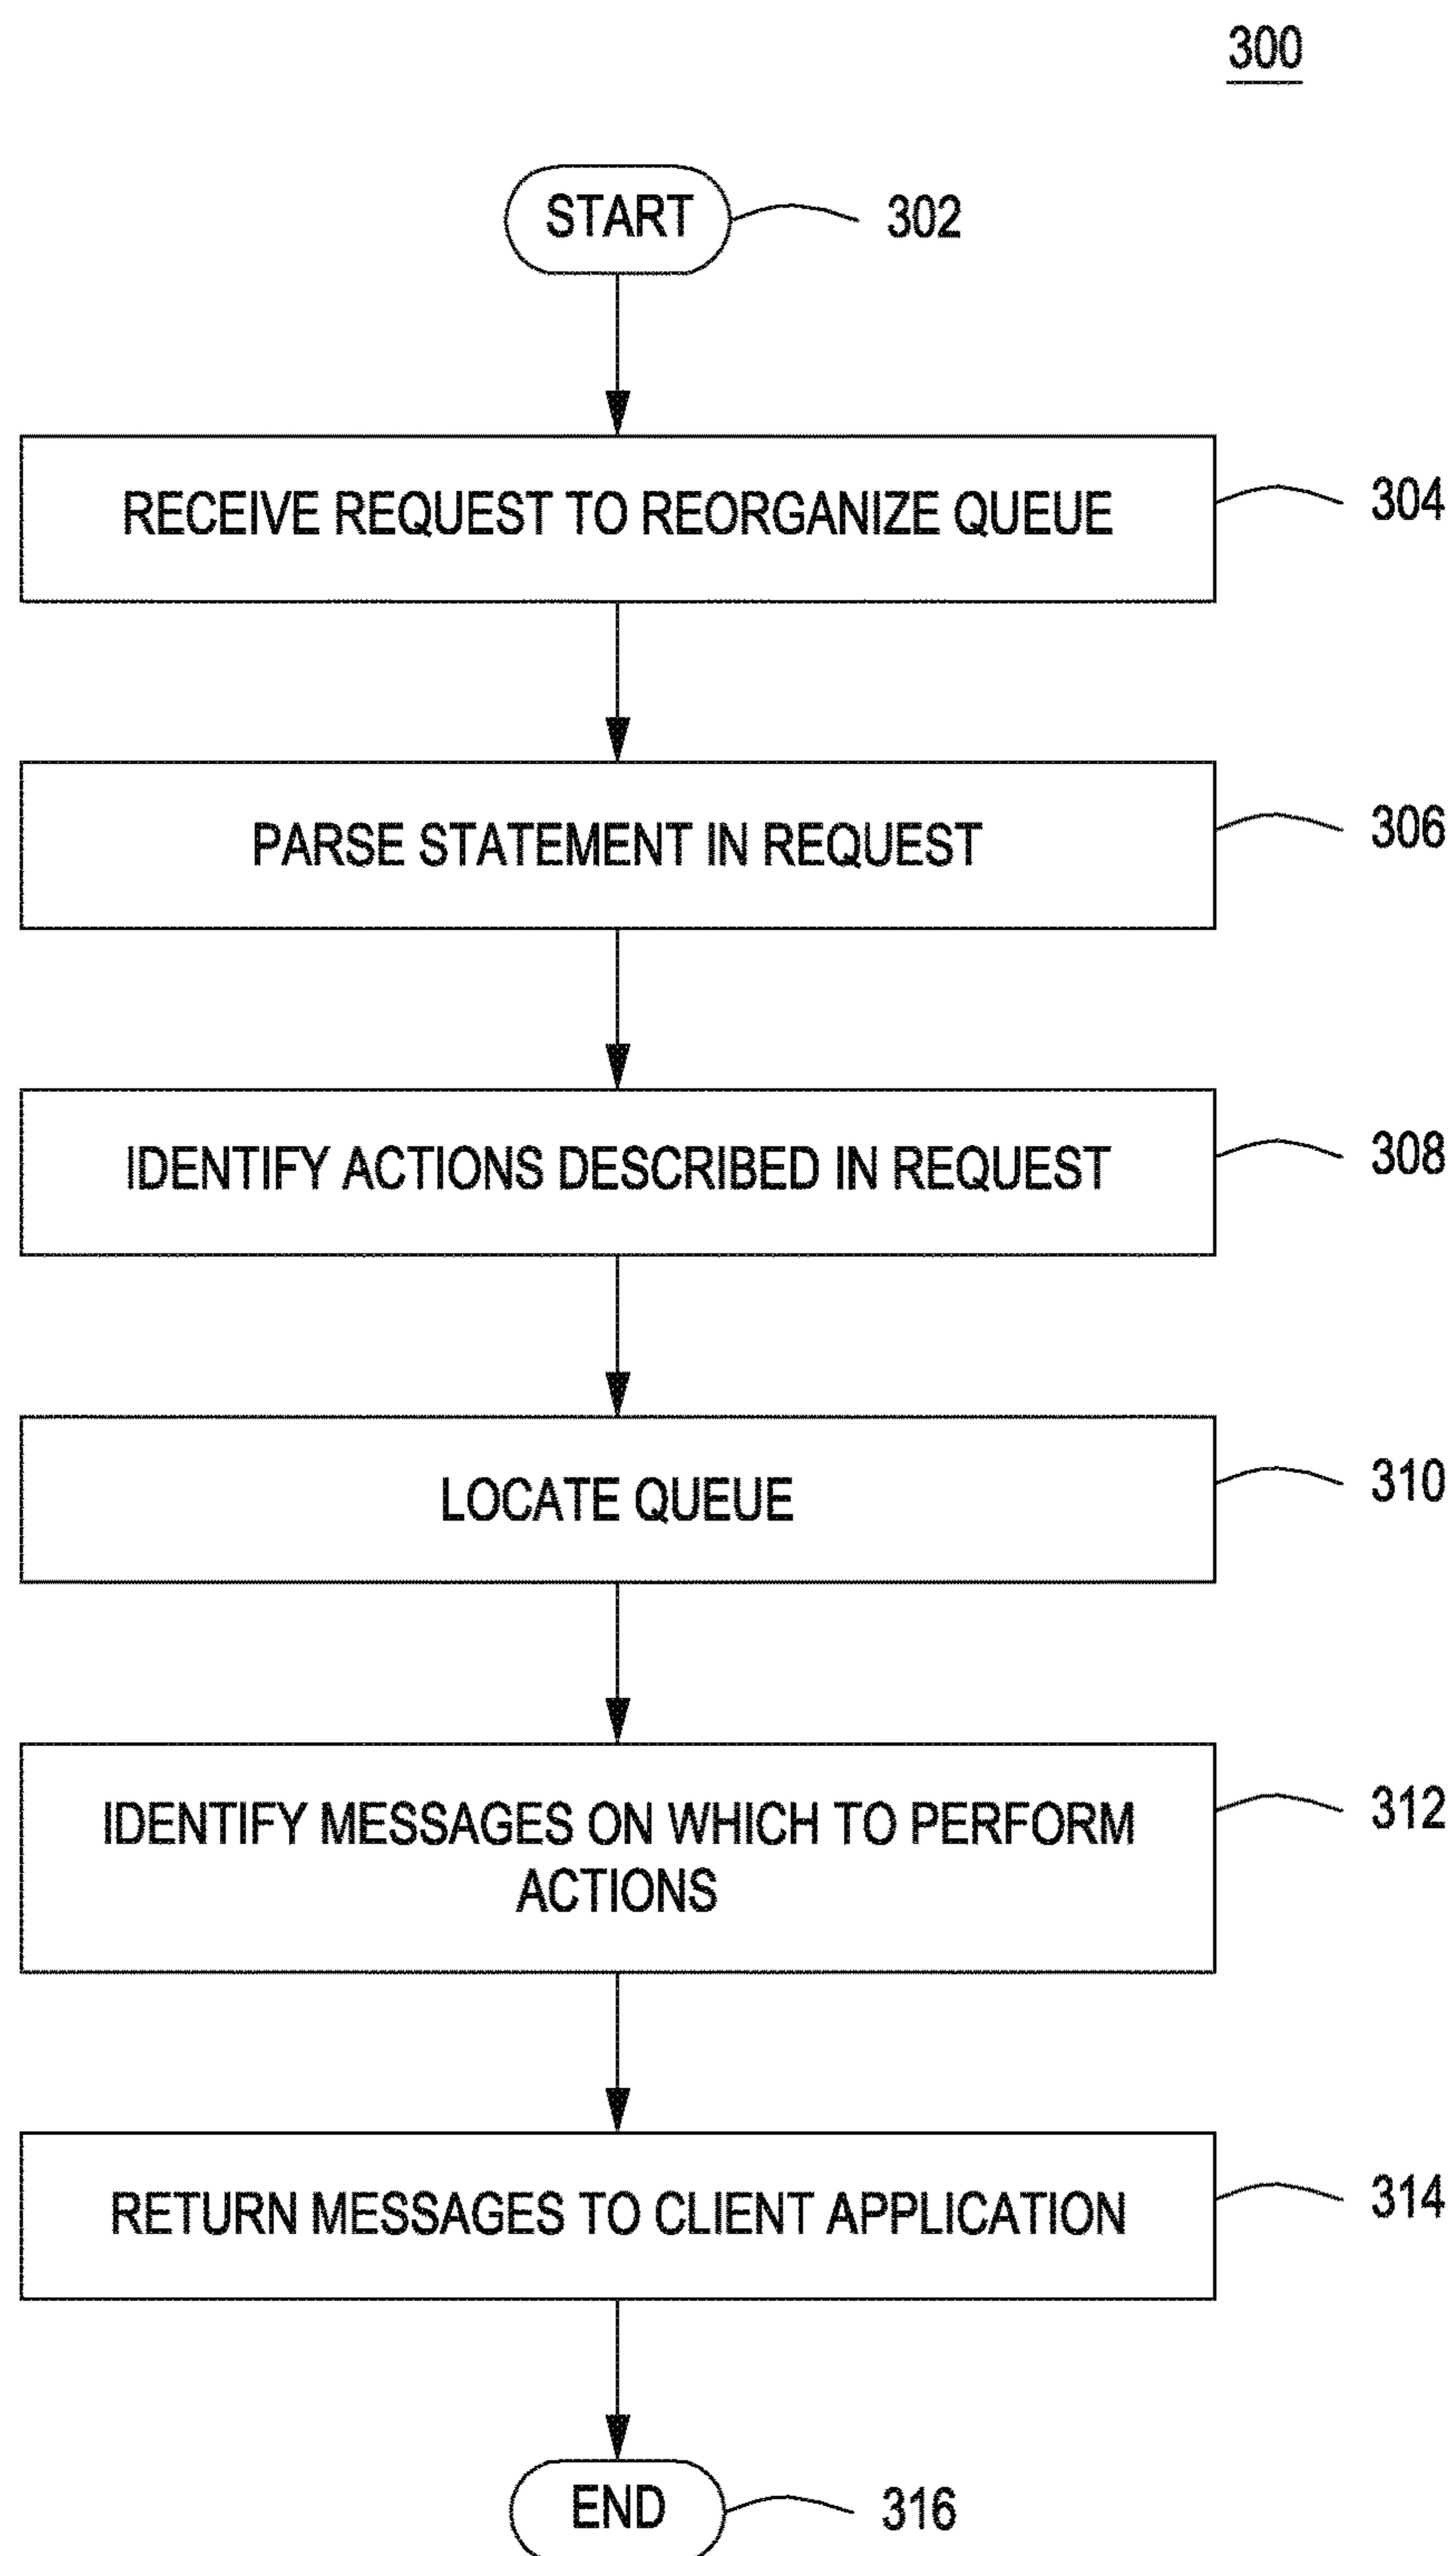 300
START
302
RECEIVE REQUEST TO REORGANIZE QUEUE
304
PARSE STATEMENT IN REQUEST
306
IDENTIFY ACTIONS DESCRIBED IN REQUEST
308
LOCATE QUEUE
310
IDENTIFY MESSAGES ON WHICH TO PERFORM
ACTIONS
312
RETURN MESSAGES TO CLIENT APPLICATION
314
END
316